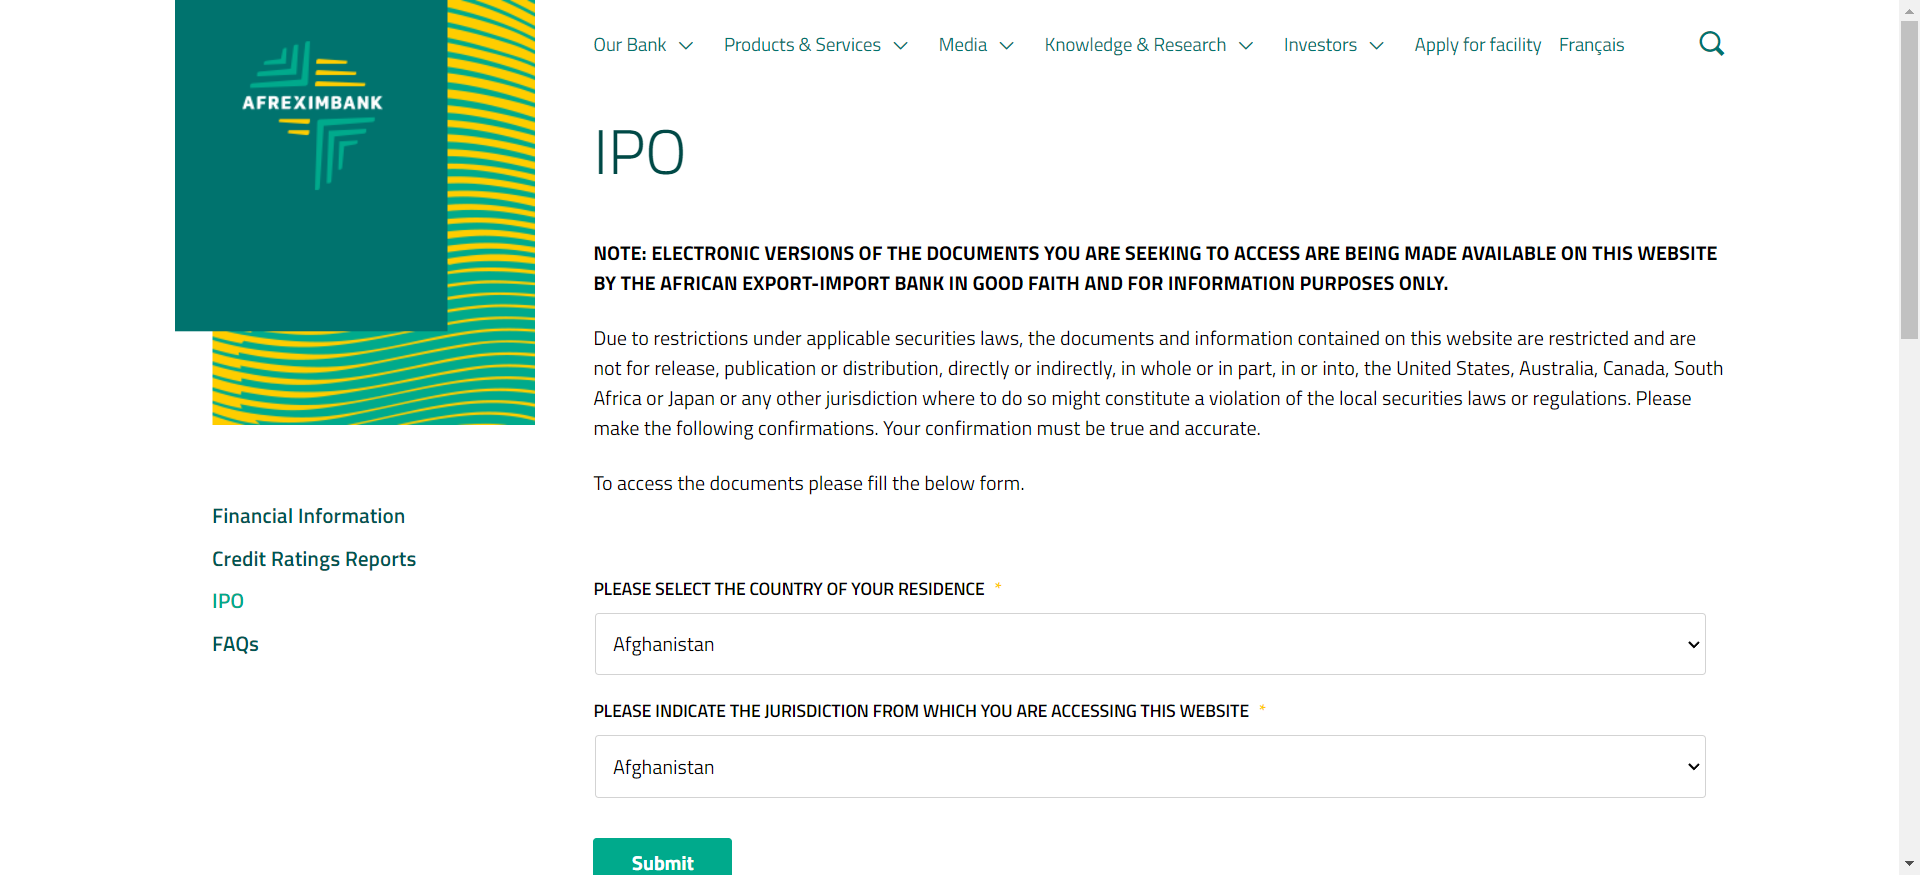 AFREXIMBANK
Our Bank
Products & Services
Media
Knowledge & Research
Investors
Apply for facility
Français
IPO
NOTE: ELECTRONIC VERSIONS OF THE DOCUMENTS YOU ARE SEEKING TO ACCESS ARE BEING MADE AVAILABLE ON THIS WEBSITE
BY THE AFRICAN EXPORT-IMPORT BANK IN GOOD FAITH AND FOR INFORMATION PURPOSES ONLY.
Due to restrictions under applicable securities laws, the documents and information contained on this website are restricted and are
not for release, publication or distribution, directly or indirectly, in whole or in part, in or into, the United States, Australia, Canada, South
Africa or Japan or any other jurisdiction where to do so might constitute a violation of the local securities laws or regulations. Please
make the following confirmations. Your confirmation must be true and accurate.
To access the documents please fill the below form.
Financial Information
Credit Ratings Reports
IPO
FAQs
PLEASE SELECT THE COUNTRY OF YOUR RESIDENCE *
Afghanistan
PLEASE INDICATE THE JURISDICTION FROM WHICH YOU ARE ACCESSING THIS WEBSITE *
Afghanistan
Submit